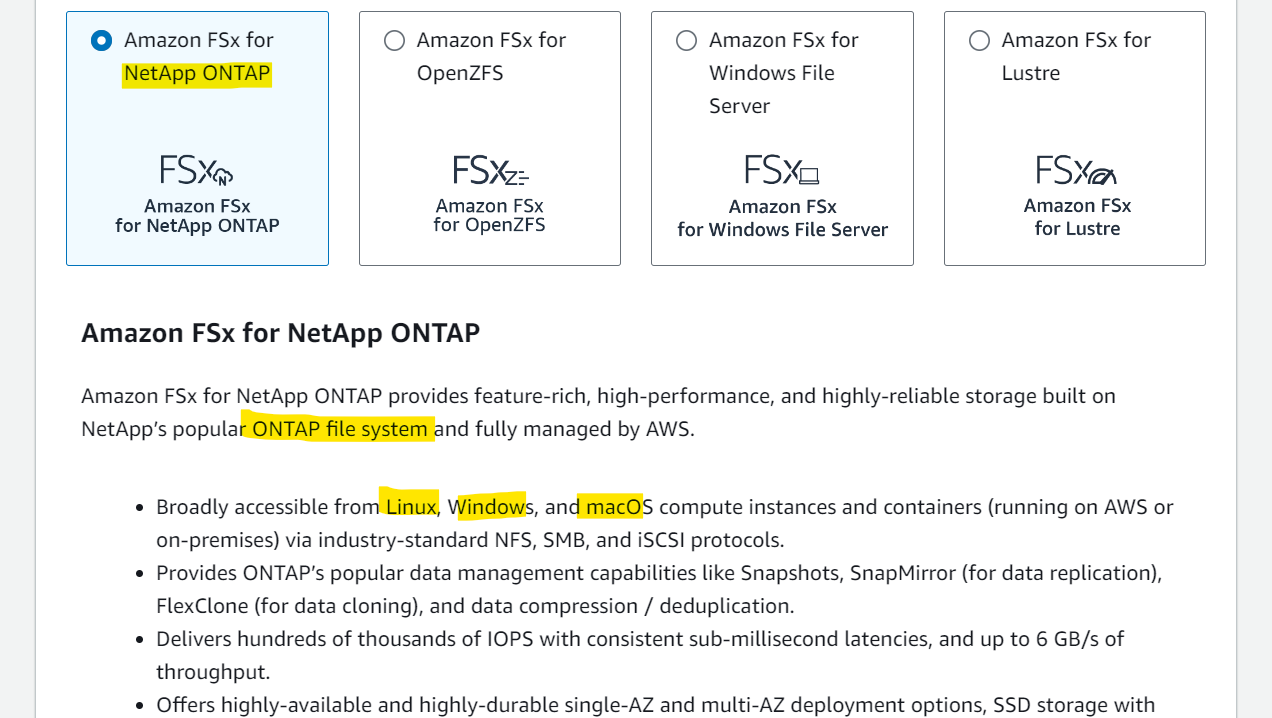 Amazon FSx for
NetApp ONTAP
FSx
Amazon FSx
for NetApp ONTAP
Amazon FSx for
OpenZFS
FSx
Amazon FSx
for OpenZFS
Amazon FSx for
Windows File
Server
FSx
Amazon FSx
for Windows File Server
Amazon FSx for
Lustre
FSx
Amazon FSx
for Lustre
Amazon FSx for NetApp ONTAP
Amazon FSx for NetApp ONTAP provides feature-rich, high-performance, and highly-reliable storage built on
NetApp’s popular ONTAP file system and fully managed by AWS.
• Broadly accessible from Linux, Windows, and macOS compute instances and containers (running on AWS or
on-premises) via industry-standard NFS, SMB, and iSCSI protocols.
• Provides ONTAP’s popular data management capabilities like Snapshots, SnapMirror (for data replication),
FlexClone (for data cloning), and data compression / deduplication.
• Delivers hundreds of thousands of IOPS with consistent sub-millisecond latencies, and up to 6 GB/s of
throughput.
• Offers highly-available and highly-durable single-AZ and multi-AZ deployment options, SSD storage with